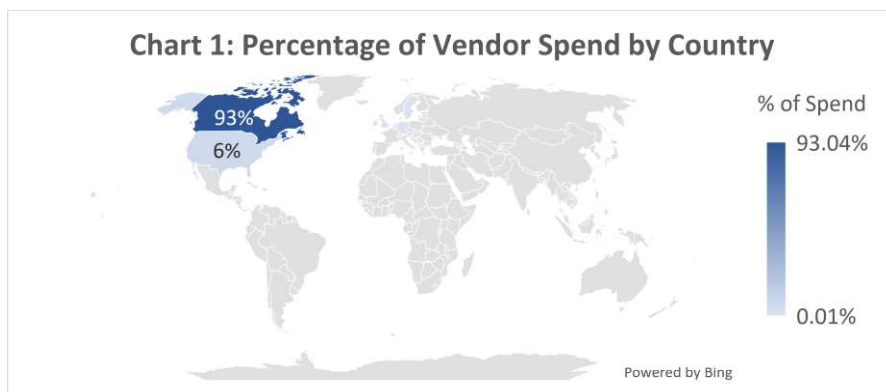 Chart 1: Percentage of Vendor Spend by Country
93%
6%
% of Spend
93.04%
0.01%
Powered by Bing